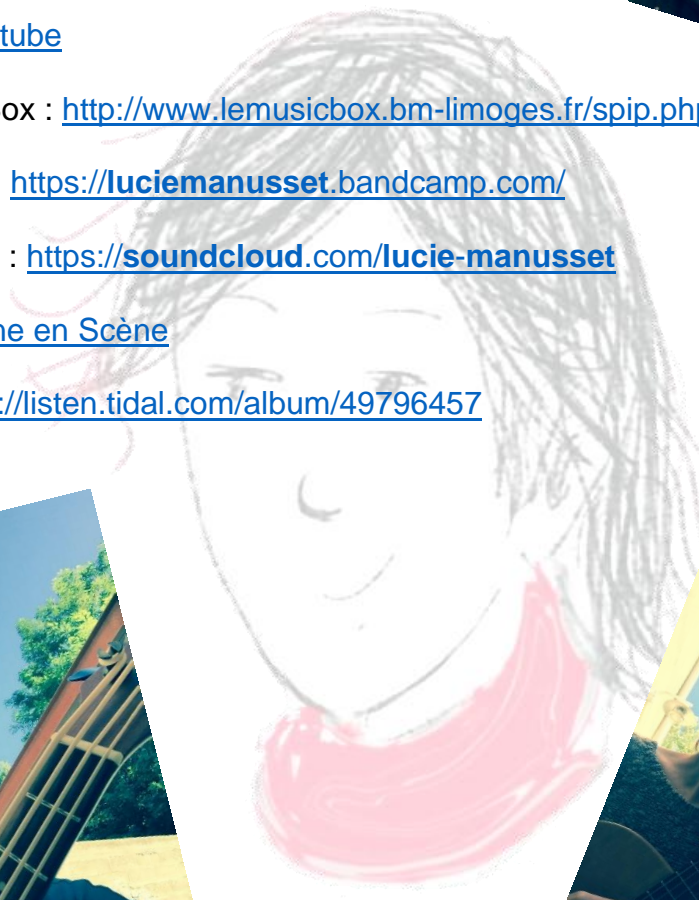 tube
ox : http://www.lemusicbox.bm-limoges.fr/spip.php
https://luciemanusset.bandcamp.com/
: https://soundcloud.com/lucie-manusset
ne en Scène
://listen.tidal.com/album/49796457